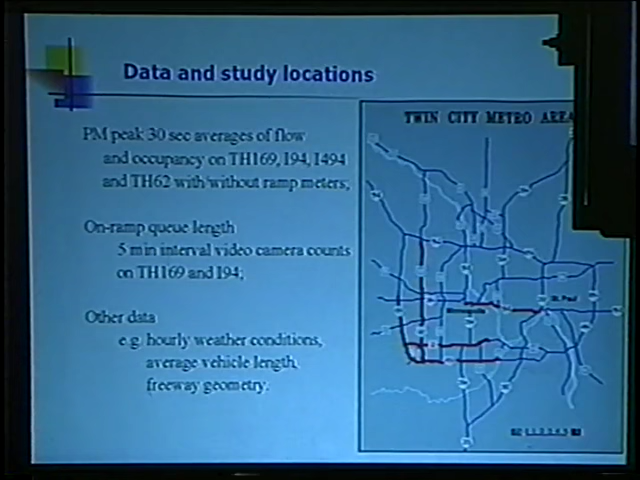 Data and study locations
PM peak 30 sec averages of flow
and occupancy on TH169, I94, I494
and TH62 with/without ramp meters;
On-ramp queue length
5 min interval video camera counts
on TH169 and I94;
Other data
e.g. hourly weather conditions,
average vehicle length,
freeway geometry.
TWIN CITY METRO AREA
St. Paul
Minneapolis